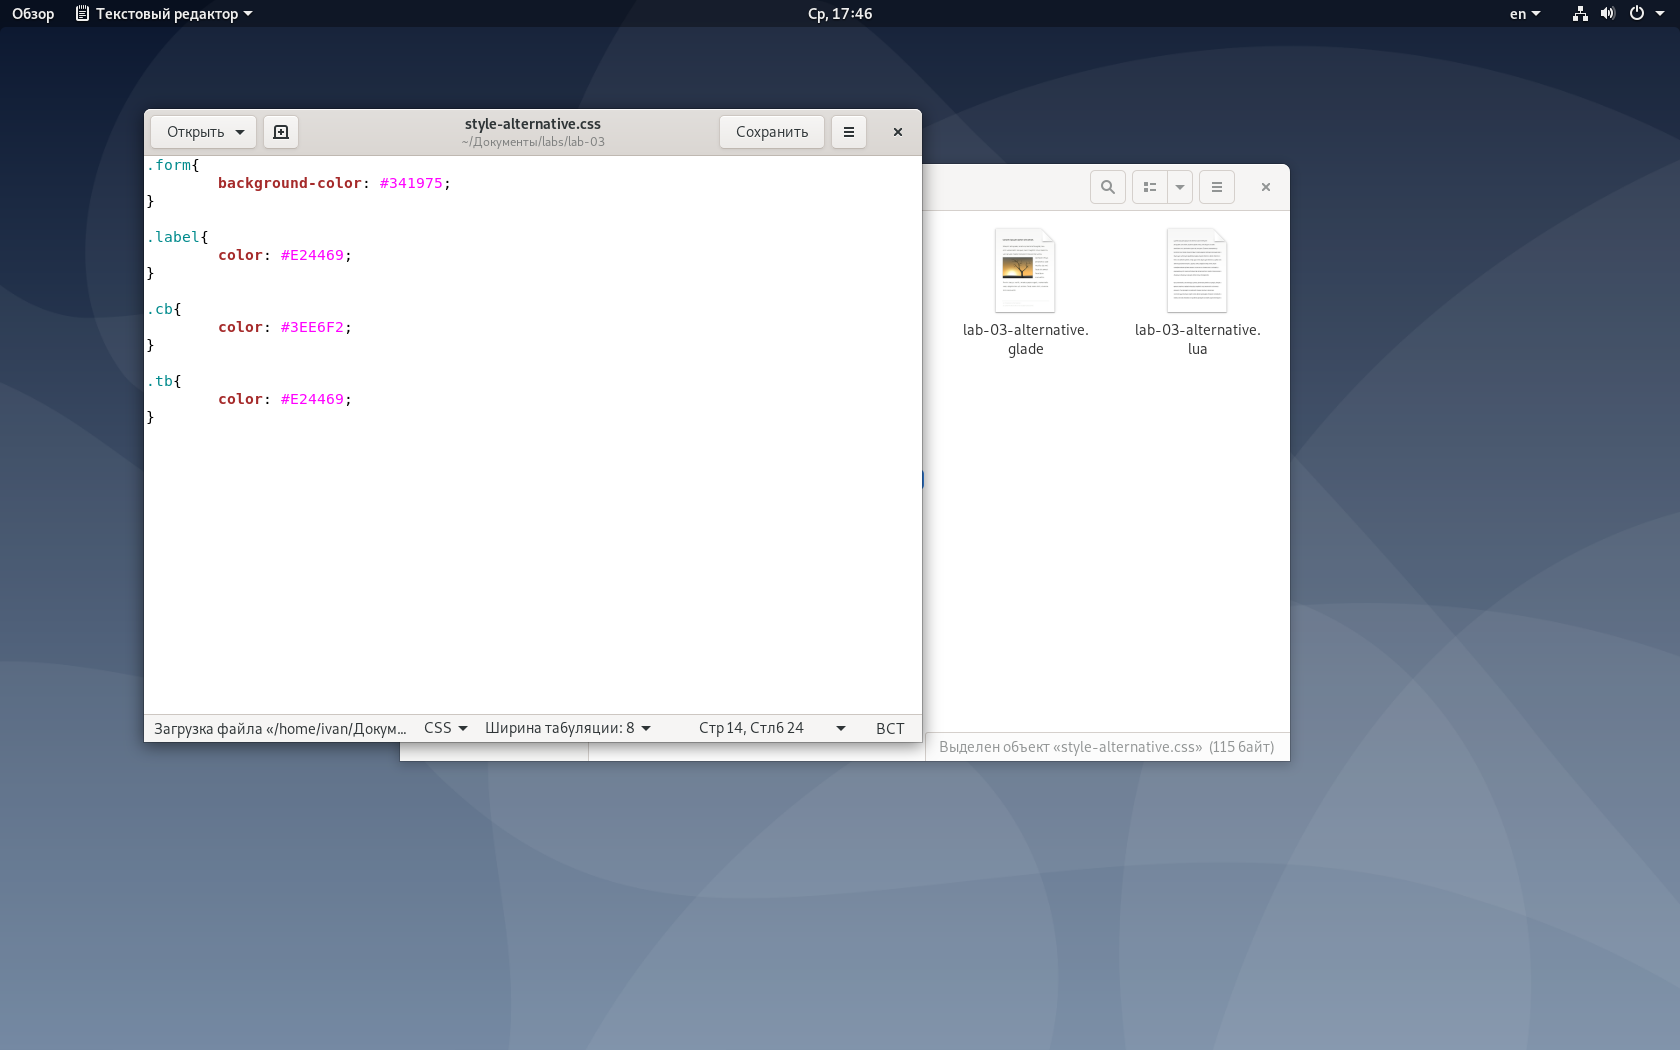 Обзор
Текстовый редактор
Ср, 17:46
en
Открыть
style-alternative.css
~/Документы/labs/lab-03
Сохранить
.form{
background-color: #341975;
}
.label{
color: #E24469;
}
.cb{
color: #3EE6F2;
}
.tb{
color: #E24469;
}
Загрузка файла «/home/ivan/Докум...
CSS
Ширина табуляции: 8
Стр 14, Стлб 24
ВСТ
lab-03-alternative.
glade
lab-03-alternative.
lua
Выделен объект «style-alternative.css» (115 байт)